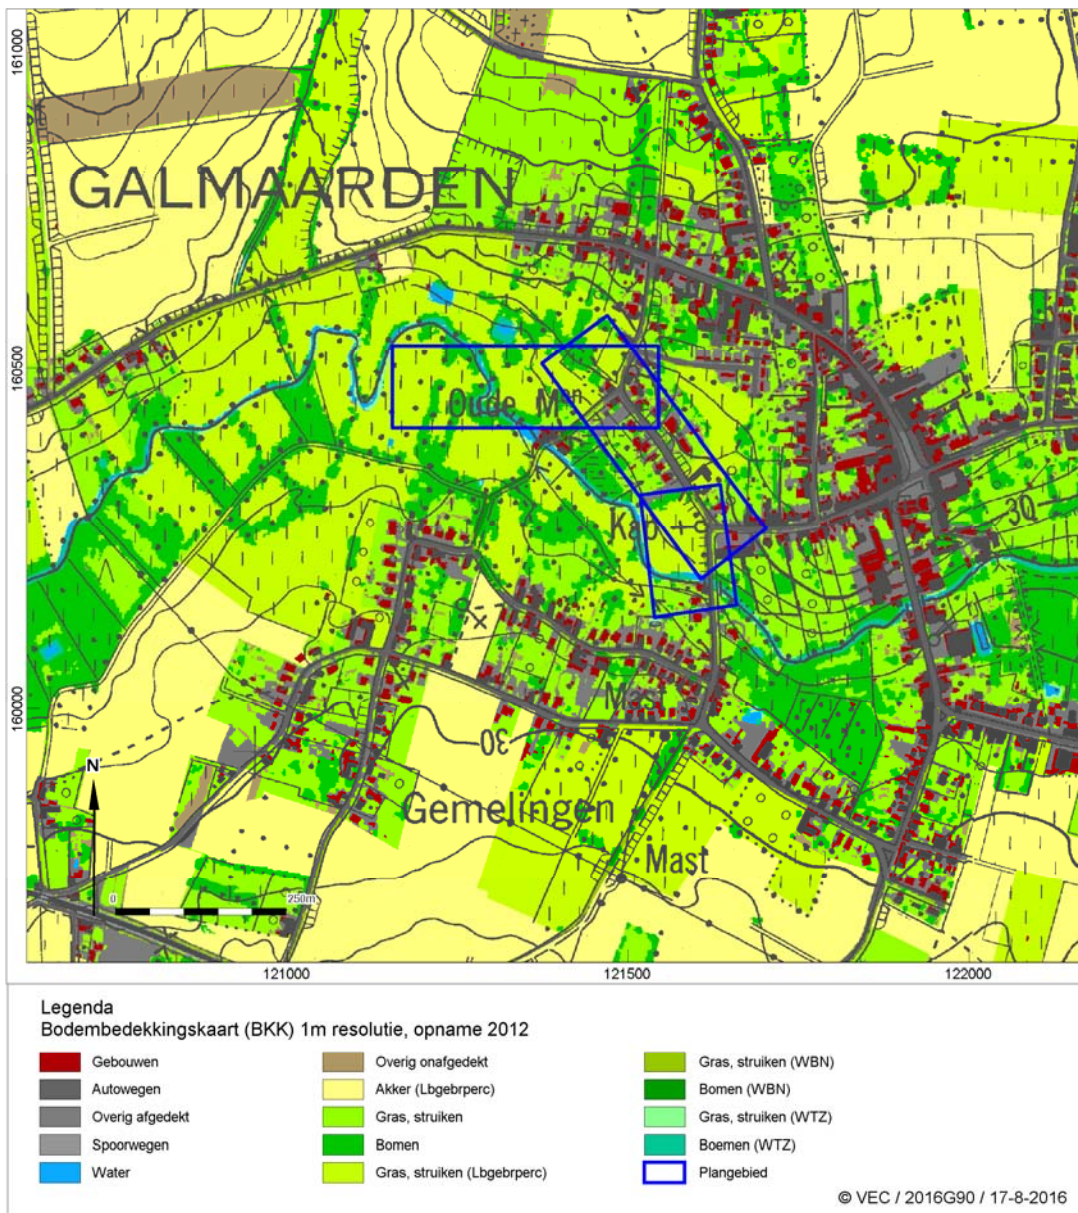 161000
GALMAARDEN
160500
Oude Mᵒⁿ
Kap
30
160000
Mast
30
N
Gemelingen
Mast
0 250m
121000 121500 122000
Legenda
Bodembedekkingskaart (BKK) 1m resolutie, opname 2012
Gebouwen
Autowegen
Overig afgedekt
Spoorwegen
Water
Overig onafgedekt
Akker (Lbgebrperc)
Gras, struiken
Bomen
Gras, struiken (Lbgebrperc)
Gras, struiken (WBN)
Bomen (WBN)
Gras, struiken (WTZ)
Boemen (WTZ)
Plangebied
© VEC / 2016G90 / 17-8-2016